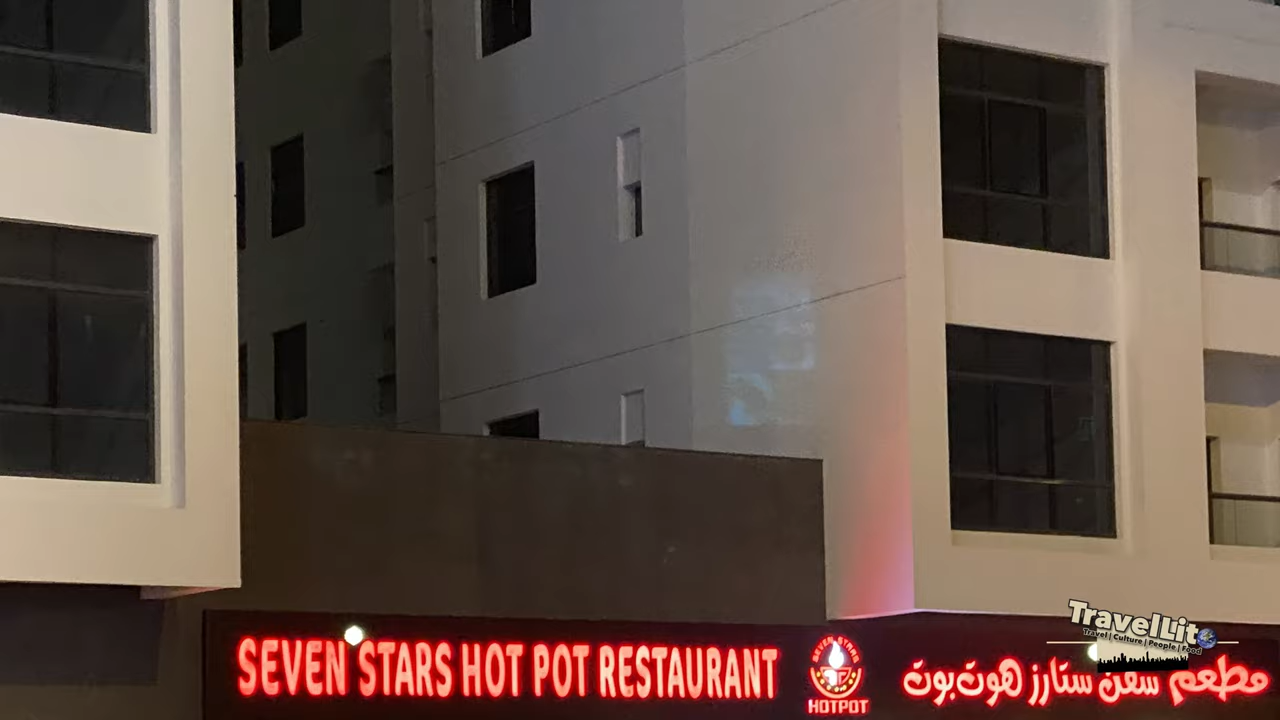 TravelLite
Travel | Culture | People | Food
SEVEN STARS HOT POT RESTAURANT
SEVEN STARS
HOTPOT
مطعم سفن ستارز هوت بوت